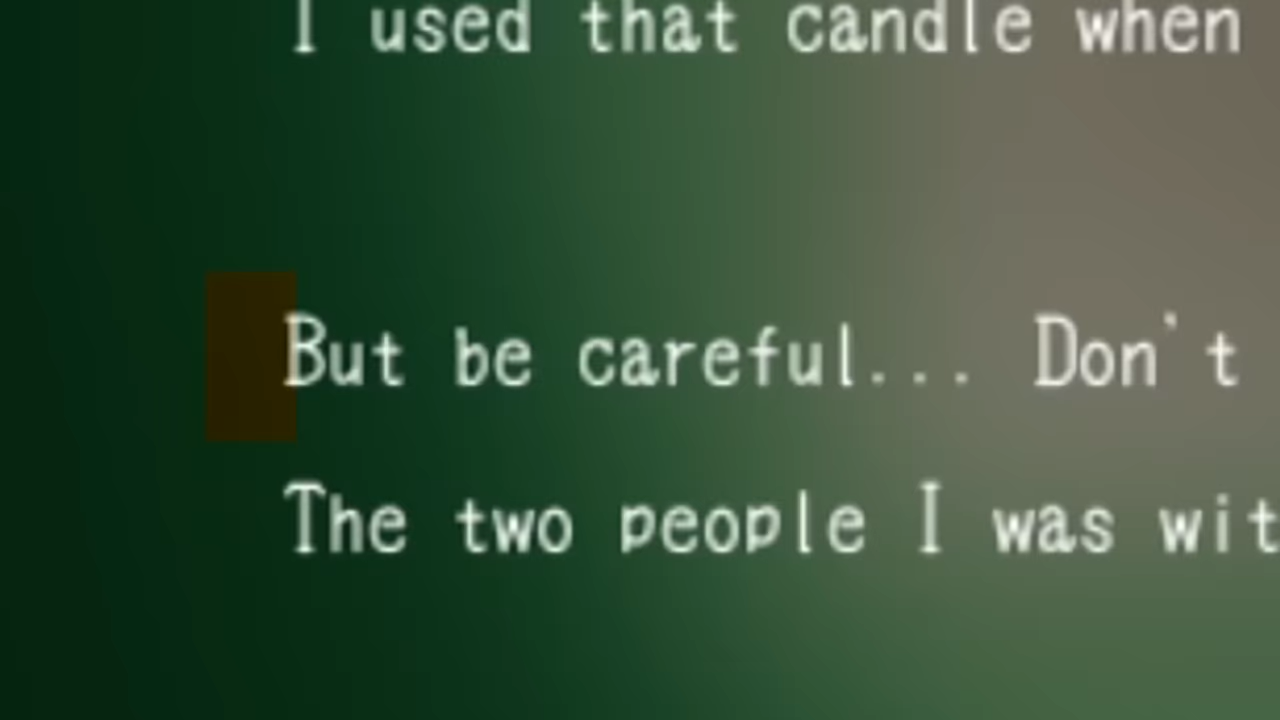 I used that candle when
But be careful... Don't
The two people I was wit